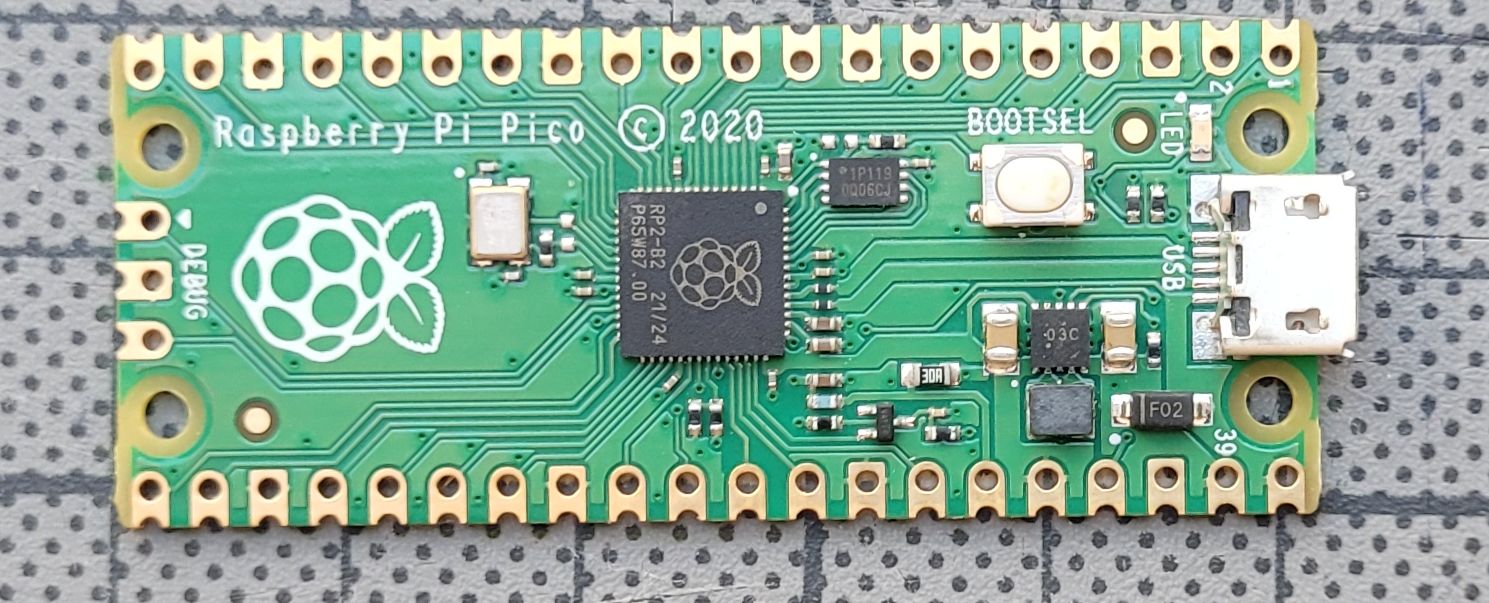 1
2
Raspberry Pi Pico © 2020
BOOTSEL
LED
1P119
0Q06CJ
DEBUG
RP2-B2 21/24
P65W87.00
USB
03C
30A
F02
39